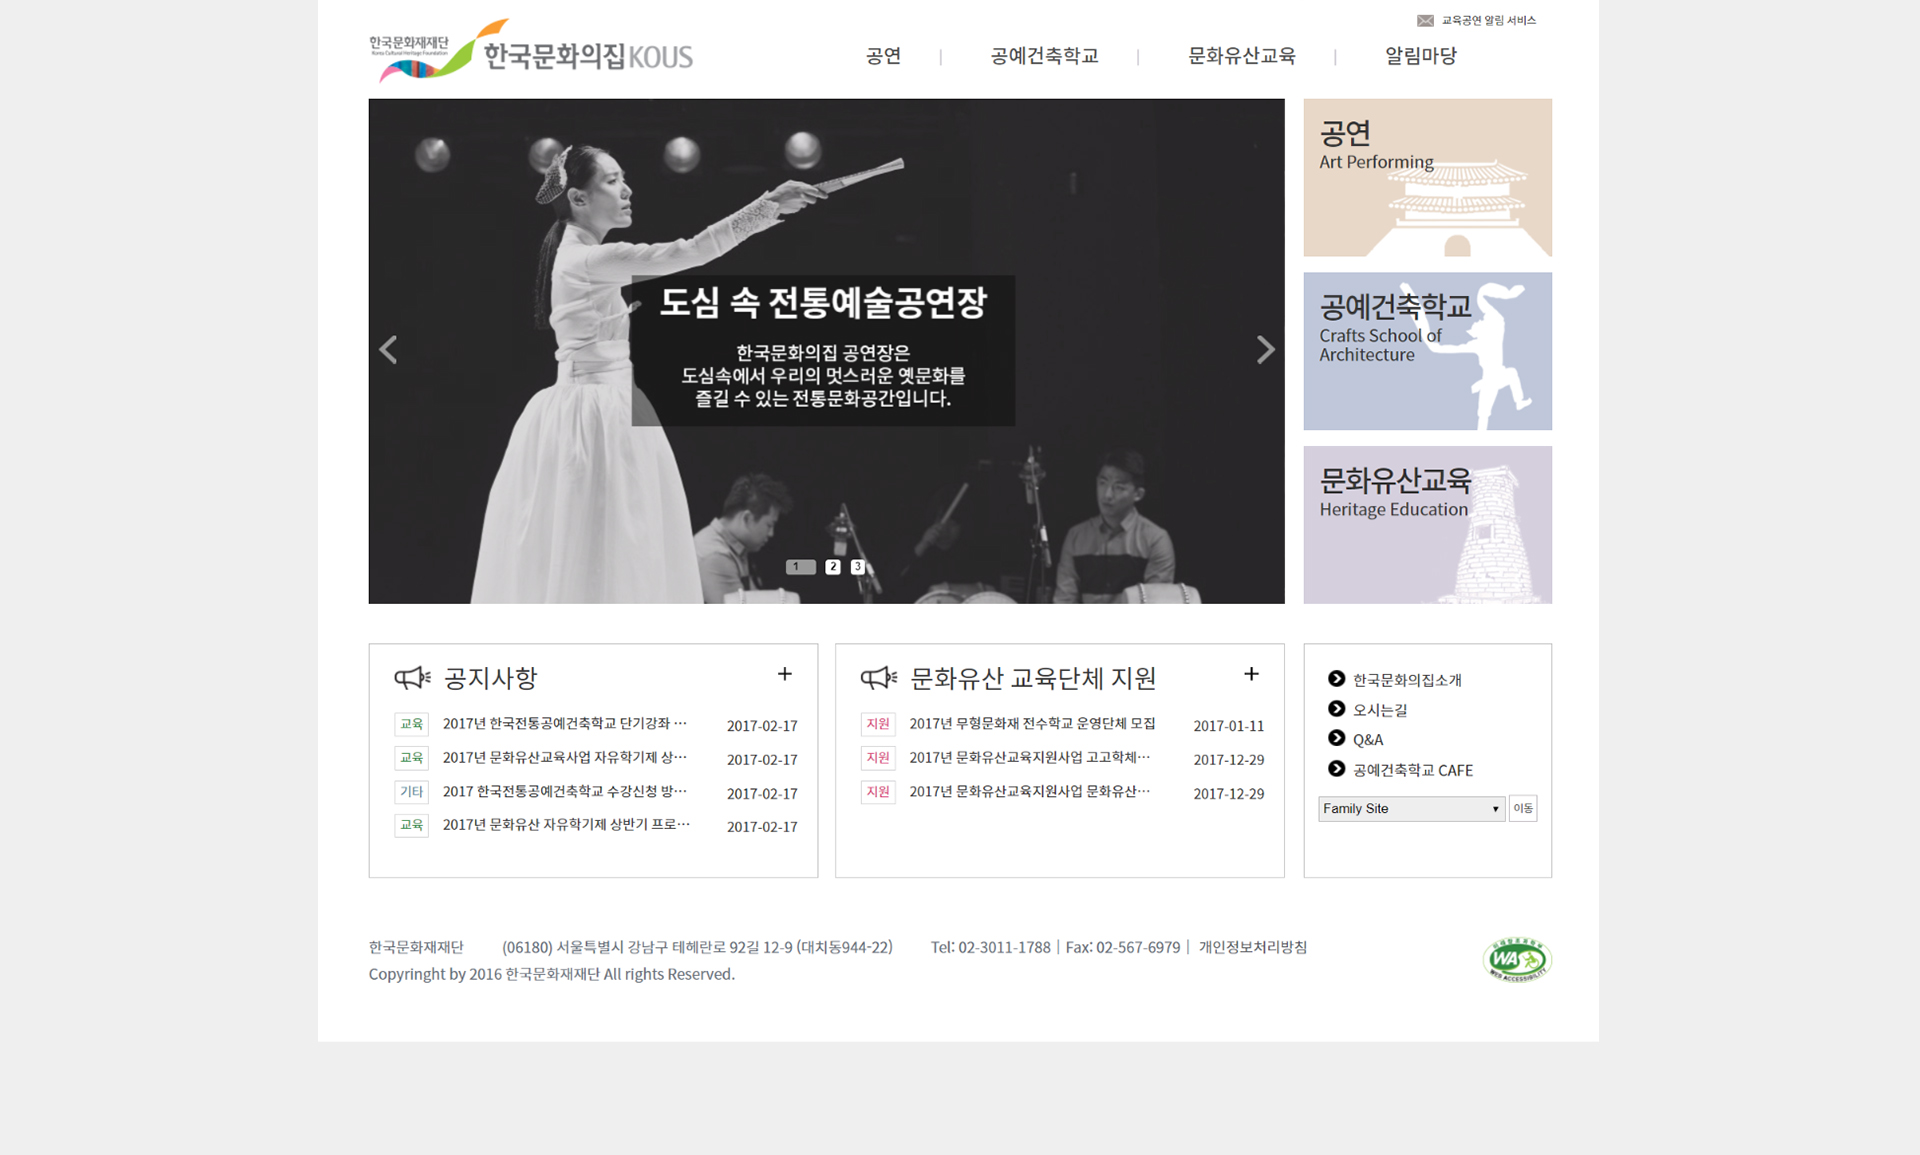 교육공연 알림 서비스
한국문화재재단
Korea Cultural Heritage Foundation
한국문화의집KOUS
공연 | 공예건축학교 | 문화유산교육 | 알림마당
도심 속 전통예술공연장
한국문화의집 공연장은
도심속에서 우리의 멋스러운 옛문화를
즐길 수 있는 전통문화공간입니다.
1 2 3
공연
Art Performing
공예건축학교
Crafts School of
Architecture
문화유산교육
Heritage Education
공지사항 +
교육 2017년 한국전통공예건축학교 단기강좌 ⋯ 2017-02-17
교육 2017년 문화유산교육사업 자유학기제 상⋯ 2017-02-17
기타 2017 한국전통공예건축학교 수강신청 방⋯ 2017-02-17
교육 2017년 문화유산 자유학기제 상반기 프로⋯ 2017-02-17
문화유산 교육단체 지원 +
지원 2017년 무형문화재 전수학교 운영단체 모집 2017-01-11
지원 2017년 문화유산교육지원사업 고고학체⋯ 2017-12-29
지원 2017년 문화유산교육지원사업 문화유산⋯ 2017-12-29
한국문화의집소개
오시는길
Q&A
공예건축학교 CAFE
Family Site ▼ 이동
한국문화재재단 (06180) 서울특별시 강남구 테헤란로 92길 12-9 (대치동944-22) Tel: 02-3011-1788 | Fax: 02-567-6979 | 개인정보처리방침
Copyringht by 2016 한국문화재재단 All rights Reserved.
WA
WEB ACCESSIBILITY